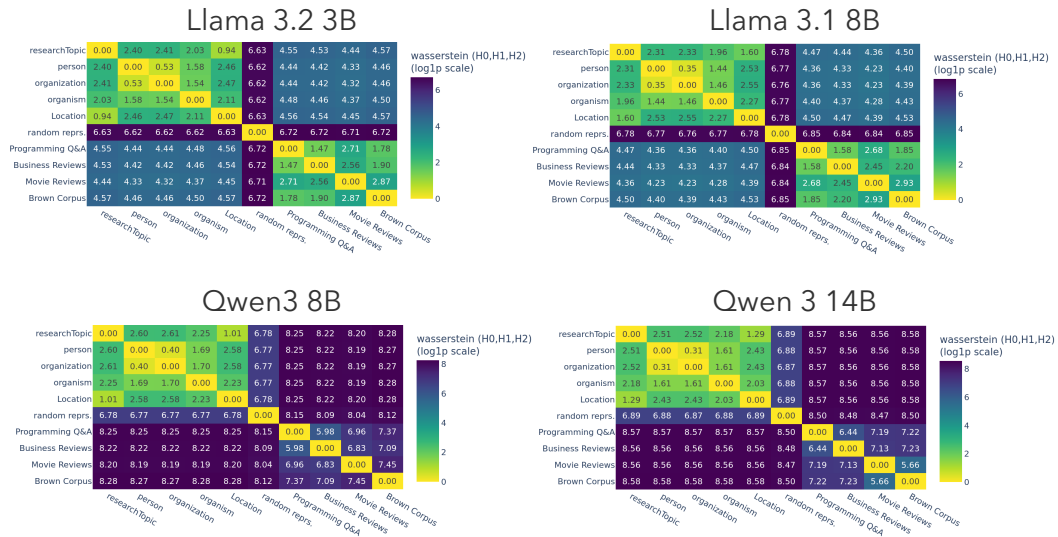 Llama 3.2 3B
wasserstein (H0,H1,H2)
(log1p scale)
researchTopic 0.00 2.40 2.41 2.03 0.94 6.63 4.55 4.53 4.44 4.57
person 2.40 0.00 0.53 1.58 2.46 6.62 4.44 4.42 4.33 4.46
organization 2.41 0.53 0.00 1.54 2.47 6.62 4.44 4.42 4.32 4.46
organism 2.03 1.58 1.54 0.00 2.11 6.62 4.48 4.46 4.37 4.50
Location 0.94 2.46 2.47 2.11 0.00 6.63 4.56 4.54 4.45 4.57
random reprs. 6.63 6.62 6.62 6.62 6.63 0.00 6.72 6.72 6.71 6.72
Programming Q&A 4.55 4.44 4.44 4.48 4.56 6.72 0.00 1.47 2.71 1.78
Business Reviews 4.53 4.42 4.42 4.46 4.54 6.72 1.47 0.00 2.56 1.90
Movie Reviews 4.44 4.33 4.32 4.37 4.45 6.71 2.71 2.56 0.00 2.87
Brown Corpus 4.57 4.46 4.46 4.50 4.57 6.72 1.78 1.90 2.87 0.00
researchTopic person organization organism Location random reprs. Programming Q&A Business Reviews Movie Reviews Brown Corpus
6
4
2
0
Llama 3.1 8B
wasserstein (H0,H1,H2)
(log1p scale)
researchTopic 0.00 2.31 2.33 1.96 1.60 6.78 4.47 4.44 4.36 4.50
person 2.31 0.00 0.35 1.44 2.53 6.77 4.36 4.33 4.23 4.40
organization 2.33 0.35 0.00 1.46 2.55 6.76 4.36 4.33 4.23 4.39
organism 1.96 1.44 1.46 0.00 2.27 6.77 4.40 4.37 4.28 4.43
Location 1.60 2.53 2.55 2.27 0.00 6.78 4.50 4.47 4.39 4.53
random reprs. 6.78 6.77 6.76 6.77 6.78 0.00 6.85 6.84 6.84 6.85
Programming Q&A 4.47 4.36 4.36 4.40 4.50 6.85 0.00 1.58 2.68 1.85
Business Reviews 4.44 4.33 4.33 4.37 4.47 6.84 1.58 0.00 2.45 2.20
Movie Reviews 4.36 4.23 4.23 4.28 4.39 6.84 2.68 2.45 0.00 2.93
Brown Corpus 4.50 4.40 4.39 4.43 4.53 6.85 1.85 2.20 2.93 0.00
researchTopic person organization organism Location random reprs. Programming Q&A Business Reviews Movie Reviews Brown Corpus
6
4
2
0
Qwen3 8B
wasserstein (H0,H1,H2)
(log1p scale)
researchTopic 0.00 2.60 2.61 2.25 1.01 6.78 8.25 8.22 8.20 8.28
person 2.60 0.00 0.40 1.69 2.58 6.77 8.25 8.22 8.19 8.27
organization 2.61 0.40 0.00 1.70 2.58 6.77 8.25 8.22 8.19 8.27
organism 2.25 1.69 1.70 0.00 2.23 6.77 8.25 8.22 8.20 8.28
Location 1.01 2.58 2.58 2.23 0.00 6.78 8.25 8.22 8.20 8.28
random reprs. 6.78 6.77 6.77 6.77 6.78 0.00 8.15 8.09 8.04 8.12
Programming Q&A 8.25 8.25 8.25 8.25 8.25 8.15 0.00 5.98 6.96 7.37
Business Reviews 8.22 8.22 8.22 8.22 8.22 8.09 5.98 0.00 6.83 7.09
Movie Reviews 8.20 8.19 8.19 8.20 8.20 8.04 6.96 6.83 0.00 7.45
Brown Corpus 8.28 8.27 8.27 8.28 8.28 8.12 7.37 7.09 7.45 0.00
researchTopic person organization organism Location random reprs. Programming Q&A Business Reviews Movie Reviews Brown Corpus
8
6
4
2
0
Qwen 3 14B
wasserstein (H0,H1,H2)
(log1p scale)
researchTopic 0.00 2.51 2.52 2.18 1.29 6.89 8.57 8.56 8.56 8.58
person 2.51 0.00 0.31 1.61 2.43 6.88 8.57 8.56 8.56 8.58
organization 2.52 0.31 0.00 1.61 2.43 6.87 8.57 8.56 8.56 8.58
organism 2.18 1.61 1.61 0.00 2.03 6.88 8.57 8.56 8.56 8.58
Location 1.29 2.43 2.43 2.03 0.00 6.89 8.57 8.56 8.56 8.58
random reprs. 6.89 6.88 6.87 6.88 6.89 0.00 8.50 8.48 8.47 8.50
Programming Q&A 8.57 8.57 8.57 8.57 8.57 8.50 0.00 6.44 7.19 7.22
Business Reviews 8.56 8.56 8.56 8.56 8.56 8.48 6.44 0.00 7.13 7.23
Movie Reviews 8.56 8.56 8.56 8.56 8.56 8.47 7.19 7.13 0.00 5.66
Brown Corpus 8.58 8.58 8.58 8.58 8.58 8.50 7.22 7.23 5.66 0.00
researchTopic person organization organism Location random reprs. Programming Q&A Business Reviews Movie Reviews Brown Corpus
8
6
4
2
0